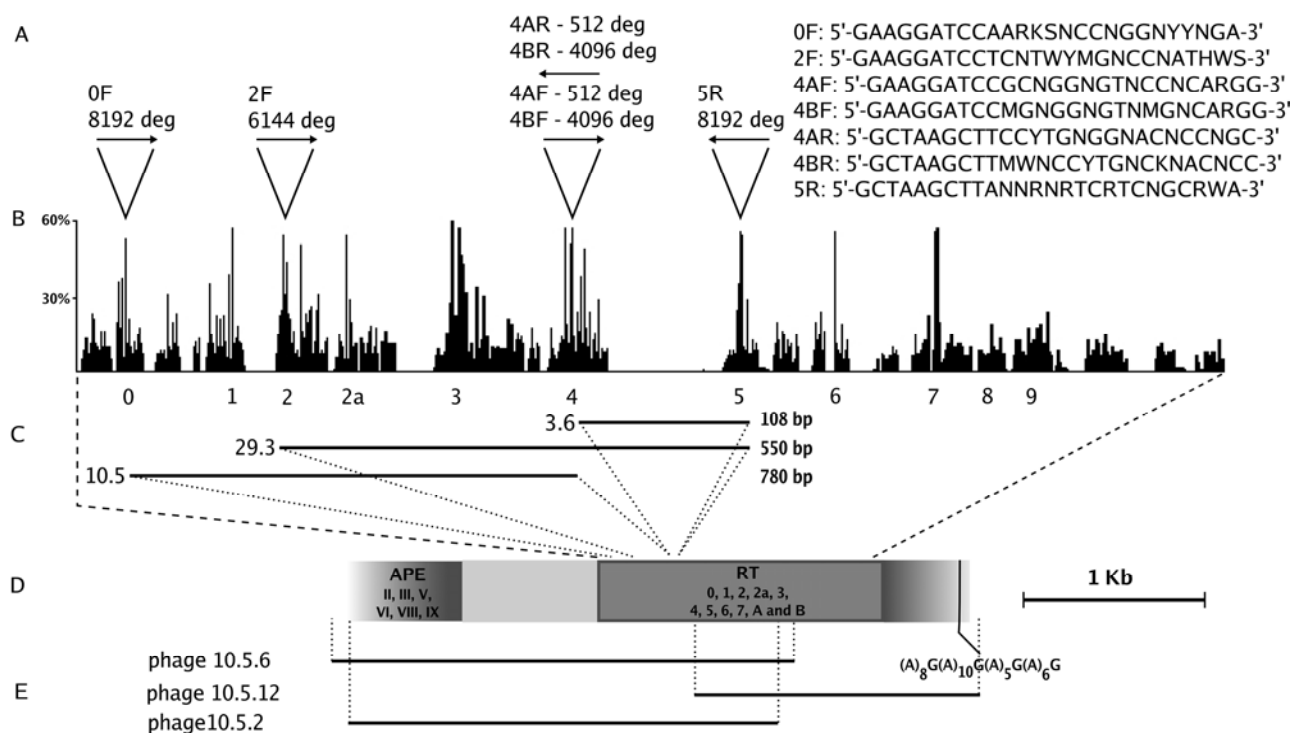 A
0F
8192 deg
2F
6144 deg
4AR - 512 deg
4BR - 4096 deg
4AF - 512 deg
4BF - 4096 deg
5R
8192 deg
0F: 5'-GAAGGATCCAARKSNCCNGGNYYNGA-3'
2F: 5'-GAAGGATCCTCNTWYMGNCCNATHWS-3'
4AF: 5'-GAAGGATCCGCNGGNGTNCCNCARGG-3'
4BF: 5'-GAAGGATCCMGNGGNGTNMGNCARGG-3'
4AR: 5'-GCTAAGCTTCCYTGNGGNACNCCNGC-3'
4BR: 5'-GCTAAGCTTMWNCCYTGNCKNACNCC-3'
5R: 5'-GCTAAGCTTANNRNRTCRTCNGCRWA-3'
B
60%
30%
0 1 2 2a 3 4 5 6 7 8 9
C
3.6 108 bp
29.3 550 bp
10.5 780 bp
D
APE
II, III, V,
VI, VIII, IX
RT
0, 1, 2, 2a, 3,
4, 5, 6, 7, A and B
1 Kb
(A)8G(A)10G(A)5G(A)6G
E
phage 10.5.6
phage 10.5.12
phage10.5.2